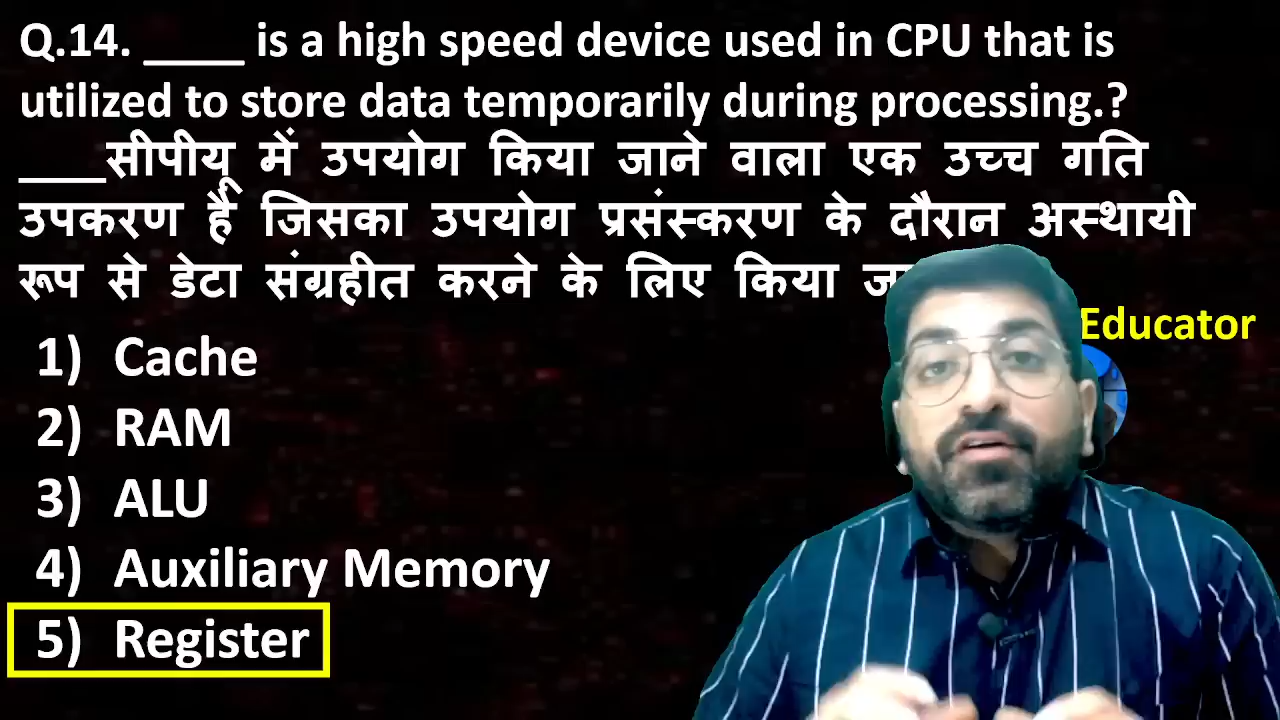 Q.14. ____ is a high speed device used in CPU that is
utilized to store data temporarily during processing.?
____सीपीयू में उपयोग किया जाने वाला एक उच्च गति
उपकरण है जिसका उपयोग प्रसंस्करण के दौरान अस्थायी
रूप से डेटा संग्रहीत करने के लिए किया
Educator
1) Cache
2) RAM
3) ALU
4) Auxiliary Memory
5) Register